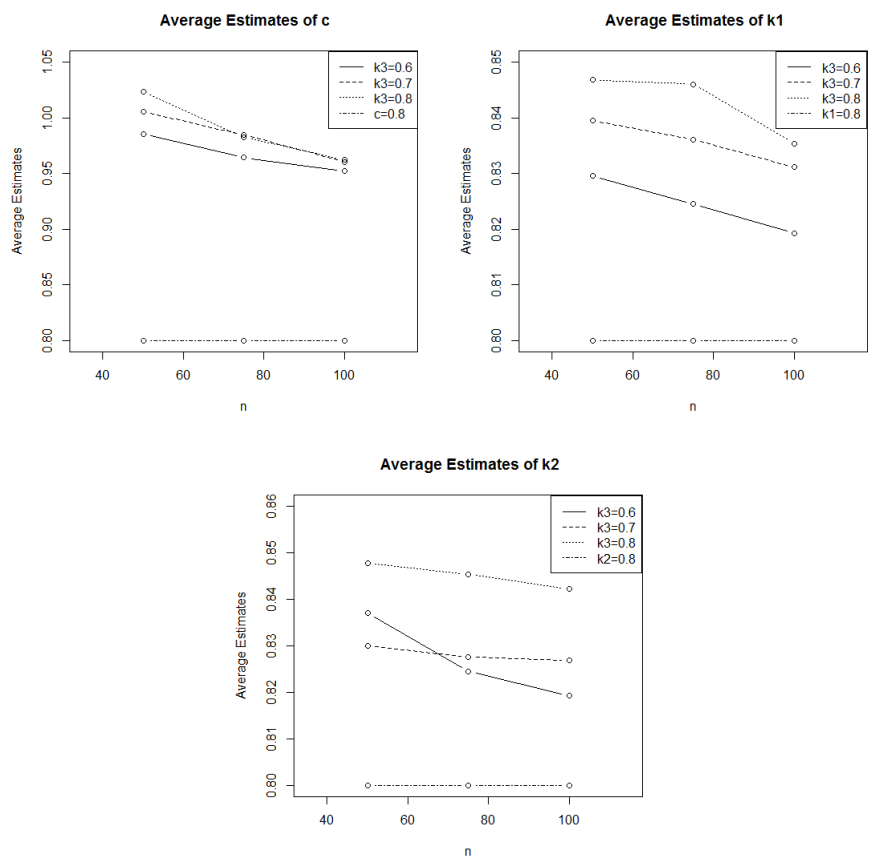 Average Estimates of c
Average Estimates
1.05
1.00
0.95
0.90
0.85
0.80
k3=0.6
k3=0.7
k3=0.8
c=0.8
40 60 80 100
n
Average Estimates of k1
Average Estimates
0.85
0.84
0.83
0.82
0.81
0.80
k3=0.6
k3=0.7
k3=0.8
k1=0.8
40 60 80 100
n
Average Estimates of k2
Average Estimates
0.86
0.85
0.84
0.83
0.82
0.81
0.80
k3=0.6
k3=0.7
k3=0.8
k2=0.8
40 60 80 100
n